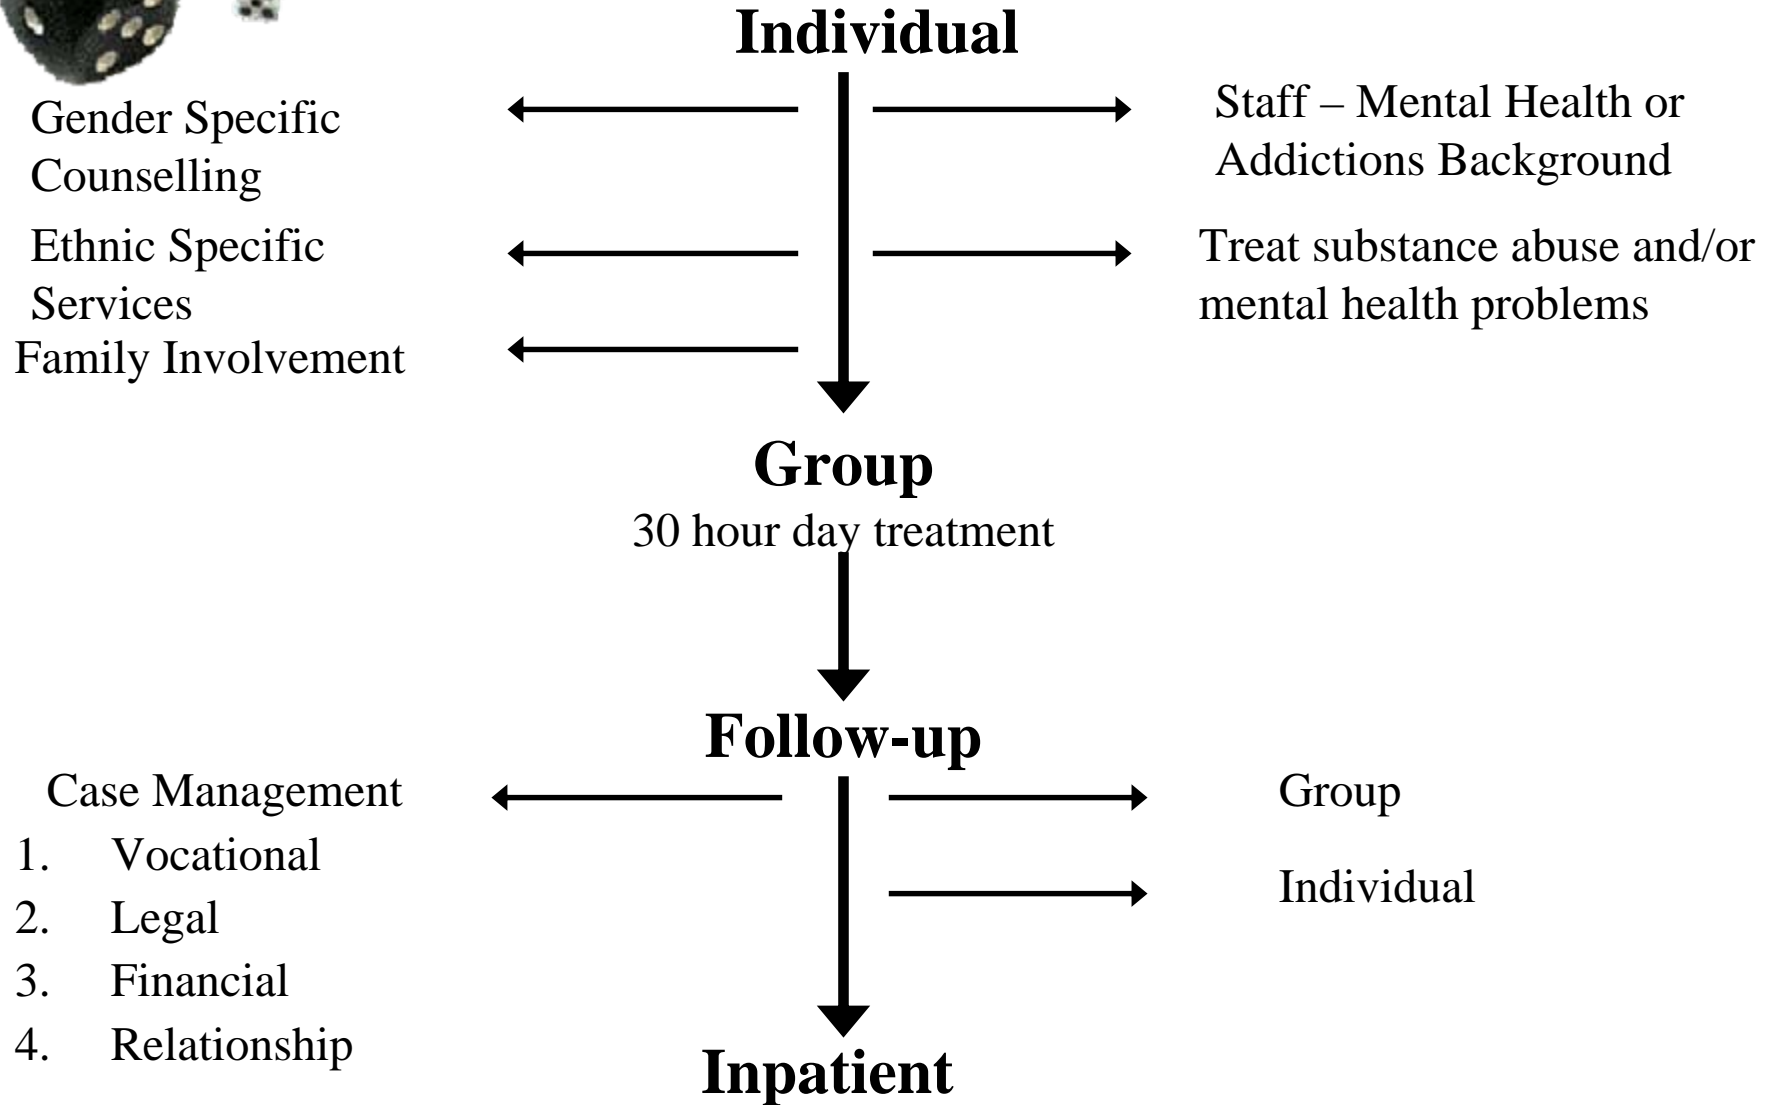 Individual
Gender Specific
Counselling
Staff – Mental Health or
Addictions Background
Ethnic Specific
Services
Treat substance abuse and/or
mental health problems
Family Involvement
Group
30 hour day treatment
Follow-up
Case Management
1. Vocational
2. Legal
3. Financial
4. Relationship
Group
Individual
Inpatient